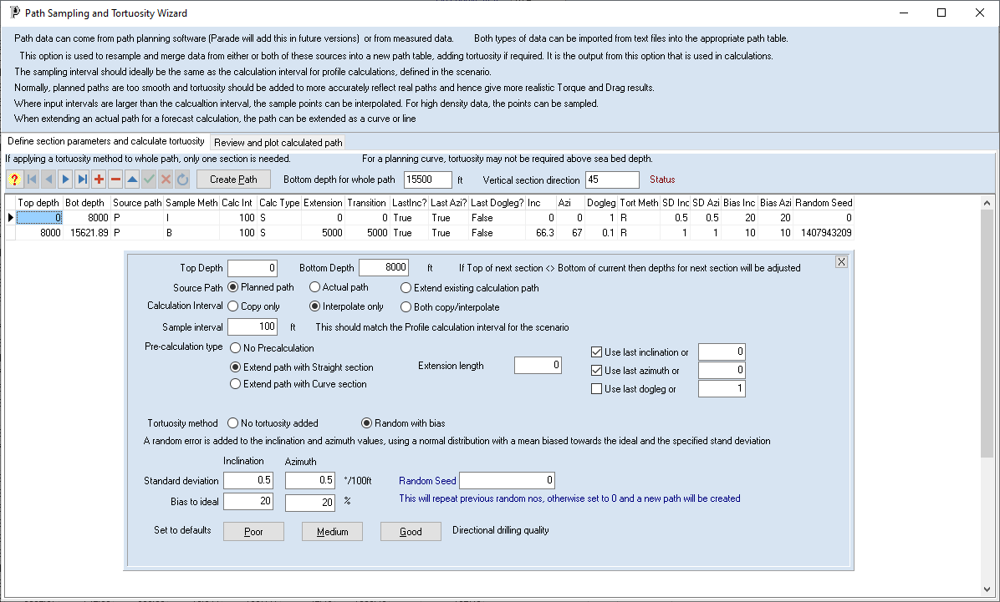 Path Sampling and Tortuosity Wizard
Path data can come from path planning software (Parade will add this in future versions) or from measured data. Both types of data can be imported from text files into the appropriate path table.
This option is used to resample and merge data from either or both of these sources into a new path table, adding tortuosity if required. It is the output from this option that is used in calculations.
The sampling interval should ideally be the same as the calculation interval for profile calculations, defined in the scenario.
Normally, planned paths are too smooth and tortuosity should be added to more accurately reflect real paths and hence give more realistic Torque and Drag results.
Where input intervals are larger than the calcualtion interval, the sample points can be interpolated. For high density data, the points can be sampled.
When extending an actual path for a forecast calculation, the path can be extended as a curve or line
Define section parameters and calculate tortuosity Review and plot calculated path
If applying a tortuosity method to whole path, only one section is needed. For a planning curve, tortuosity may not be required above sea bed depth.
? Create Path Bottom depth for whole path 15500 ft Vertical section direction 45 Status
Top depth Bot depth Source path Sample Meth Calc Int Calc Type Extension Transition LastInc? Last Azi? Last Dogleg? Inc Azi Dogleg Tort Meth SD Inc SD Azi Bias Inc Bias Azi Random Seed
0 8000 P I 100 S 0 0 True True False 0 0 1 R 0.5 0.5 20 20 0
8000 15621.89 P B 100 S 5000 5000 True True False 66.3 67 0.1 R 1 1 10 10 1407943209
Top Depth 0 Bottom Depth 8000 ft If Top of next section <> Bottom of current then depths for next section will be adjusted
Source Path Planned path Actual path Extend existing calculation path
Calculation Interval Copy only Interpolate only Both copy/interpolate
Sample interval 100 ft This should match the Profile calculation interval for the scenario
Pre-calculation type No Precalculation
Use last inclination or 0
Extend path with Straight section Extension length 0 Use last azimuth or 0
Extend path with Curve section Use last dogleg or 1
Tortuosity method No tortuosity added Random with bias
A random error is added to the inclination and azimuth values, using a normal distribution with a mean biased towards the ideal and the specified stand deviation
Inclination Azimuth
Standard deviation 0.5 0.5 °/100ft Random Seed 0
Bias to ideal 20 20 % This will repeat previous random nos, otherwise set to 0 and a new path will be created
Set to defaults Poor Medium Good Directional drilling quality